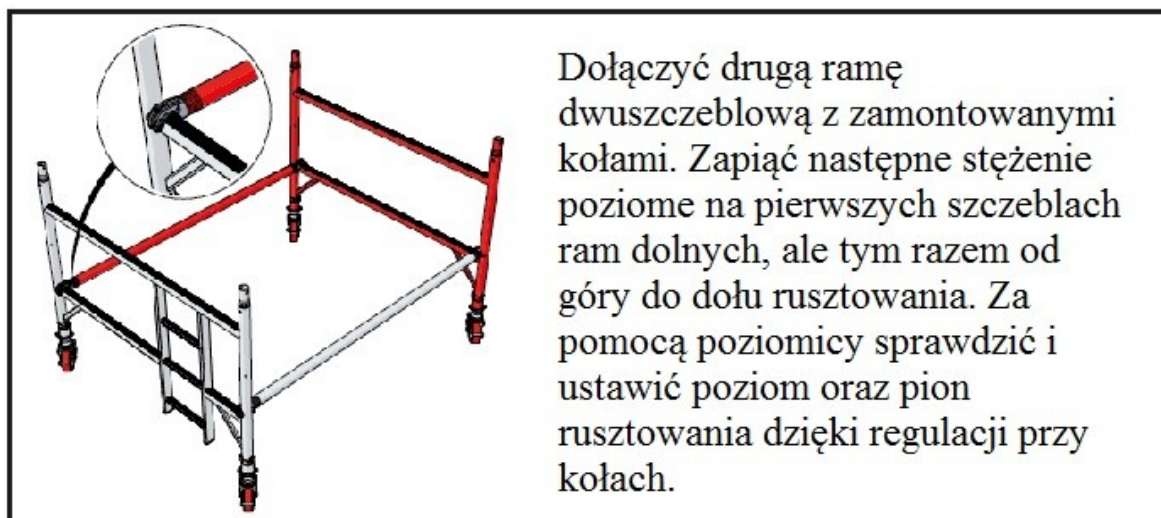 Dołączyć drugą ramę
dwuszczeblową z zamontowanymi
kołami. Zapiąć następne stężenie
poziome na pierwszych szczeblach
ram dolnych, ale tym razem od
góry do dołu rusztowania. Za
pomocą poziomicy sprawdzić i
ustawić poziom oraz pion
rusztowania dzięki regulacji przy
kołach.